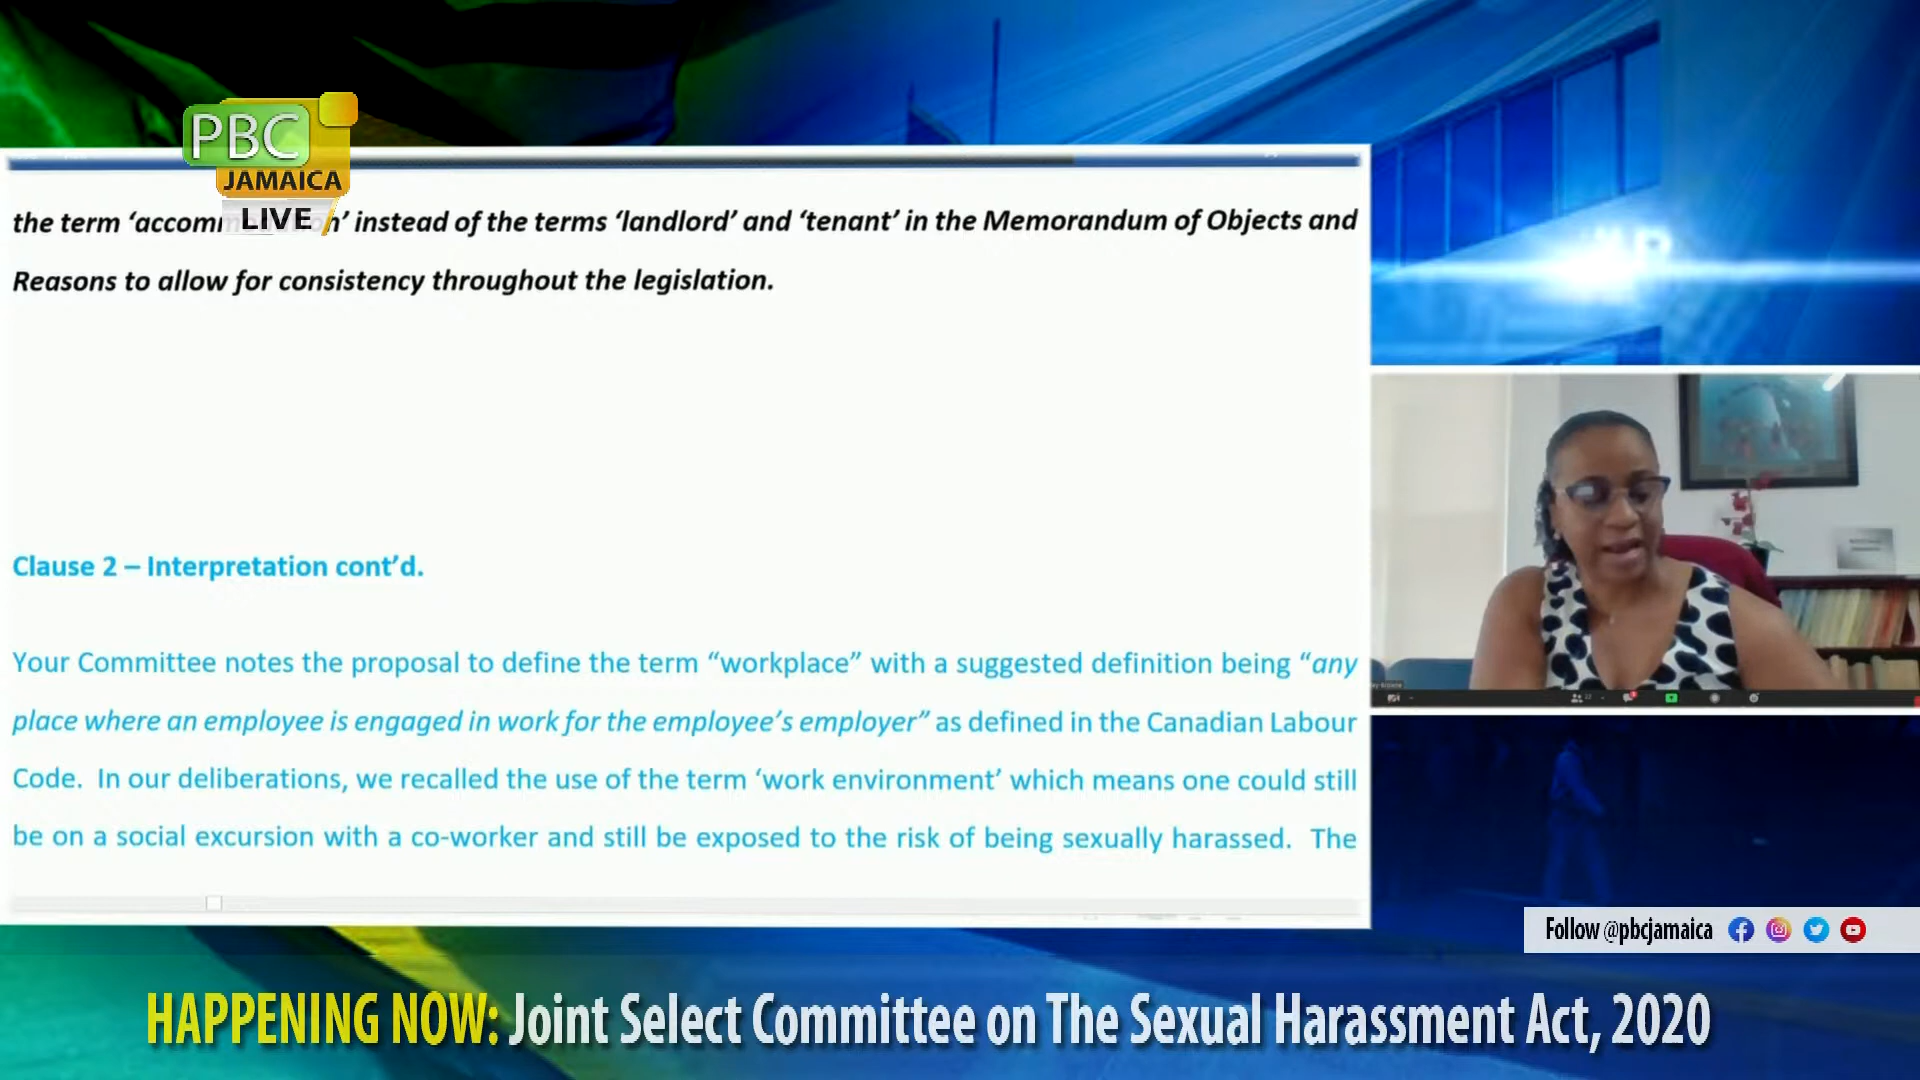 PBC
JAMAICA
LIVE
the term ‘accom n’ instead of the terms ‘landlord’ and ‘tenant’ in the Memorandum of Objects and
Reasons to allow for consistency throughout the legislation.
Clause 2 – Interpretation cont’d.
Your Committee notes the proposal to define the term “workplace” with a suggested definition being “any
place where an employee is engaged in work for the employee’s employer” as defined in the Canadian Labour
Code. In our deliberations, we recalled the use of the term ‘work environment’ which means one could still
be on a social excursion with a co-worker and still be exposed to the risk of being sexually harassed. The
Follow @pbcjamaica
HAPPENING NOW: Joint Select Committee on The Sexual Harassment Act, 2020